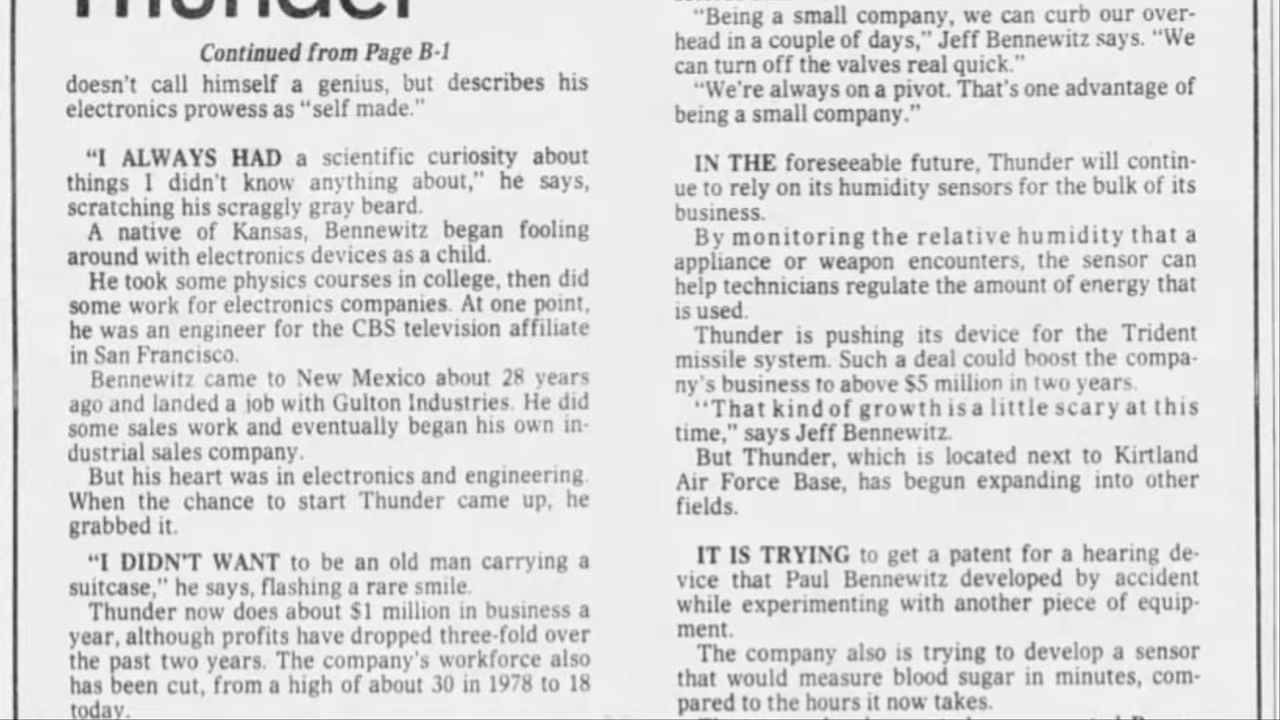 Thunder
Continued from Page B-1
doesn't call himself a genius, but describes his
electronics prowess as "self made."
"I ALWAYS HAD a scientific curiosity about
things I didn't know anything about," he says,
scratching his scraggly gray beard.
A native of Kansas, Bennewitz began fooling
around with electronics devices as a child.
He took some physics courses in college, then did
some work for electronics companies. At one point,
he was an engineer for the CBS television affiliate
in San Francisco.
Bennewitz came to New Mexico about 28 years
ago and landed a job with Gulton Industries. He did
some sales work and eventually began his own in-
dustrial sales company.
But his heart was in electronics and engineering.
When the chance to start Thunder came up, he
grabbed it.
"I DIDN'T WANT to be an old man carrying a
suitcase," he says, flashing a rare smile.
Thunder now does about $1 million in business a
year, although profits have dropped three-fold over
the past two years. The company's workforce also
has been cut, from a high of about 30 in 1978 to 18
today.
"Being a small company, we can curb our over-
head in a couple of days," Jeff Bennewitz says. "We
can turn off the valves real quick."
"We're always on a pivot. That's one advantage of
being a small company."
IN THE foreseeable future, Thunder will contin-
ue to rely on its humidity sensors for the bulk of its
business.
By monitoring the relative humidity that a
appliance or weapon encounters, the sensor can
help technicians regulate the amount of energy that
is used.
Thunder is pushing its device for the Trident
missile system. Such a deal could boost the compa-
ny's business to above $5 million in two years.
"That kind of growth is a little scary at this
time," says Jeff Bennewitz.
But Thunder, which is located next to Kirtland
Air Force Base, has begun expanding into other
fields.
IT IS TRYING to get a patent for a hearing de-
vice that Paul Bennewitz developed by accident
while experimenting with another piece of equip-
ment.
The company also is trying to develop a sensor
that would measure blood sugar in minutes, com-
pared to the hours it now takes.